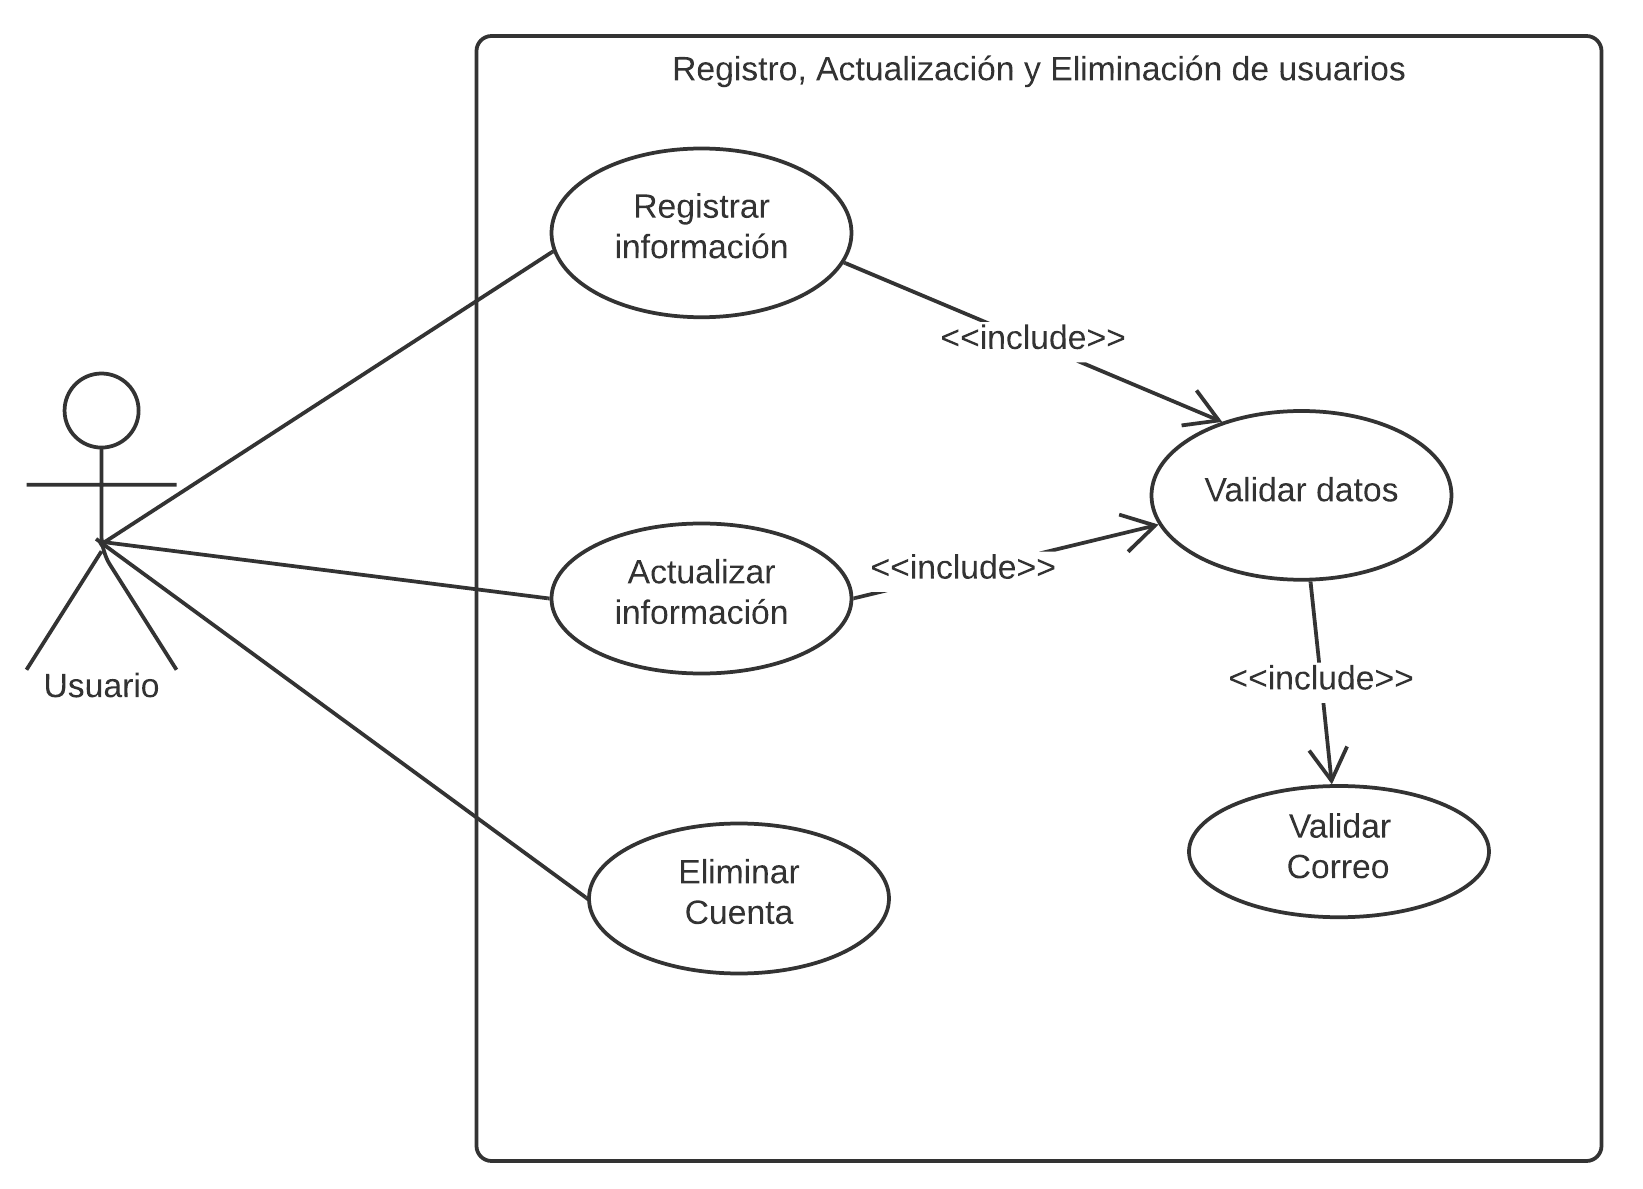 Registro, Actualización y Eliminación de usuarios
Registrar
información
<<include>>
Validar datos
<<include>>
Actualizar
información
Usuario
<<include>>
Validar
Correo
Eliminar
Cuenta